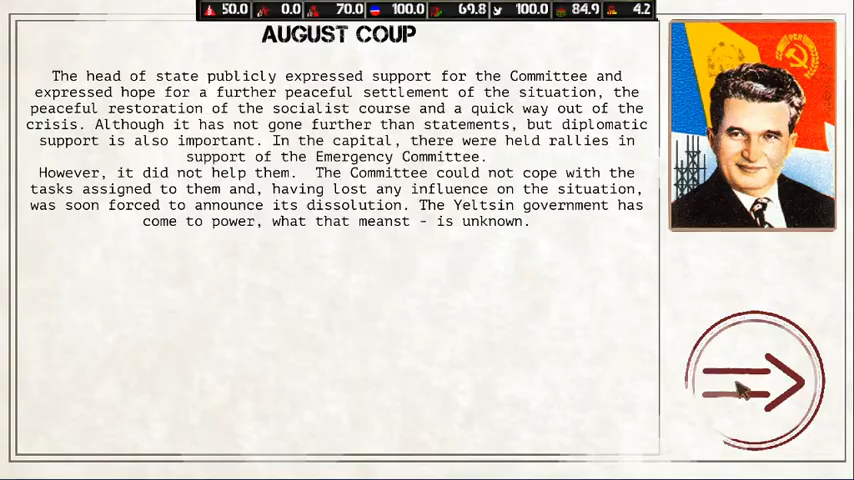 50.0 0.0 70.0 100.0 69.8 100.0 84.9 4.2
AUGUST COUP
The head of state publicly expressed support for the Committee and
expressed hope for a further peaceful settlement of the situation, the
peaceful restoration of the socialist course and a quick way out of the
crisis. Although it has not gone further than statements, but diplomatic
support is also important. In the capital, there were held rallies in
support of the Emergency Committee.
However, it did not help them. The Committee could not cope with the
tasks assigned to them and, having lost any influence on the situation,
was soon forced to announce its dissolution. The Yeltsin government has
come to power, what that meanst - is unknown.